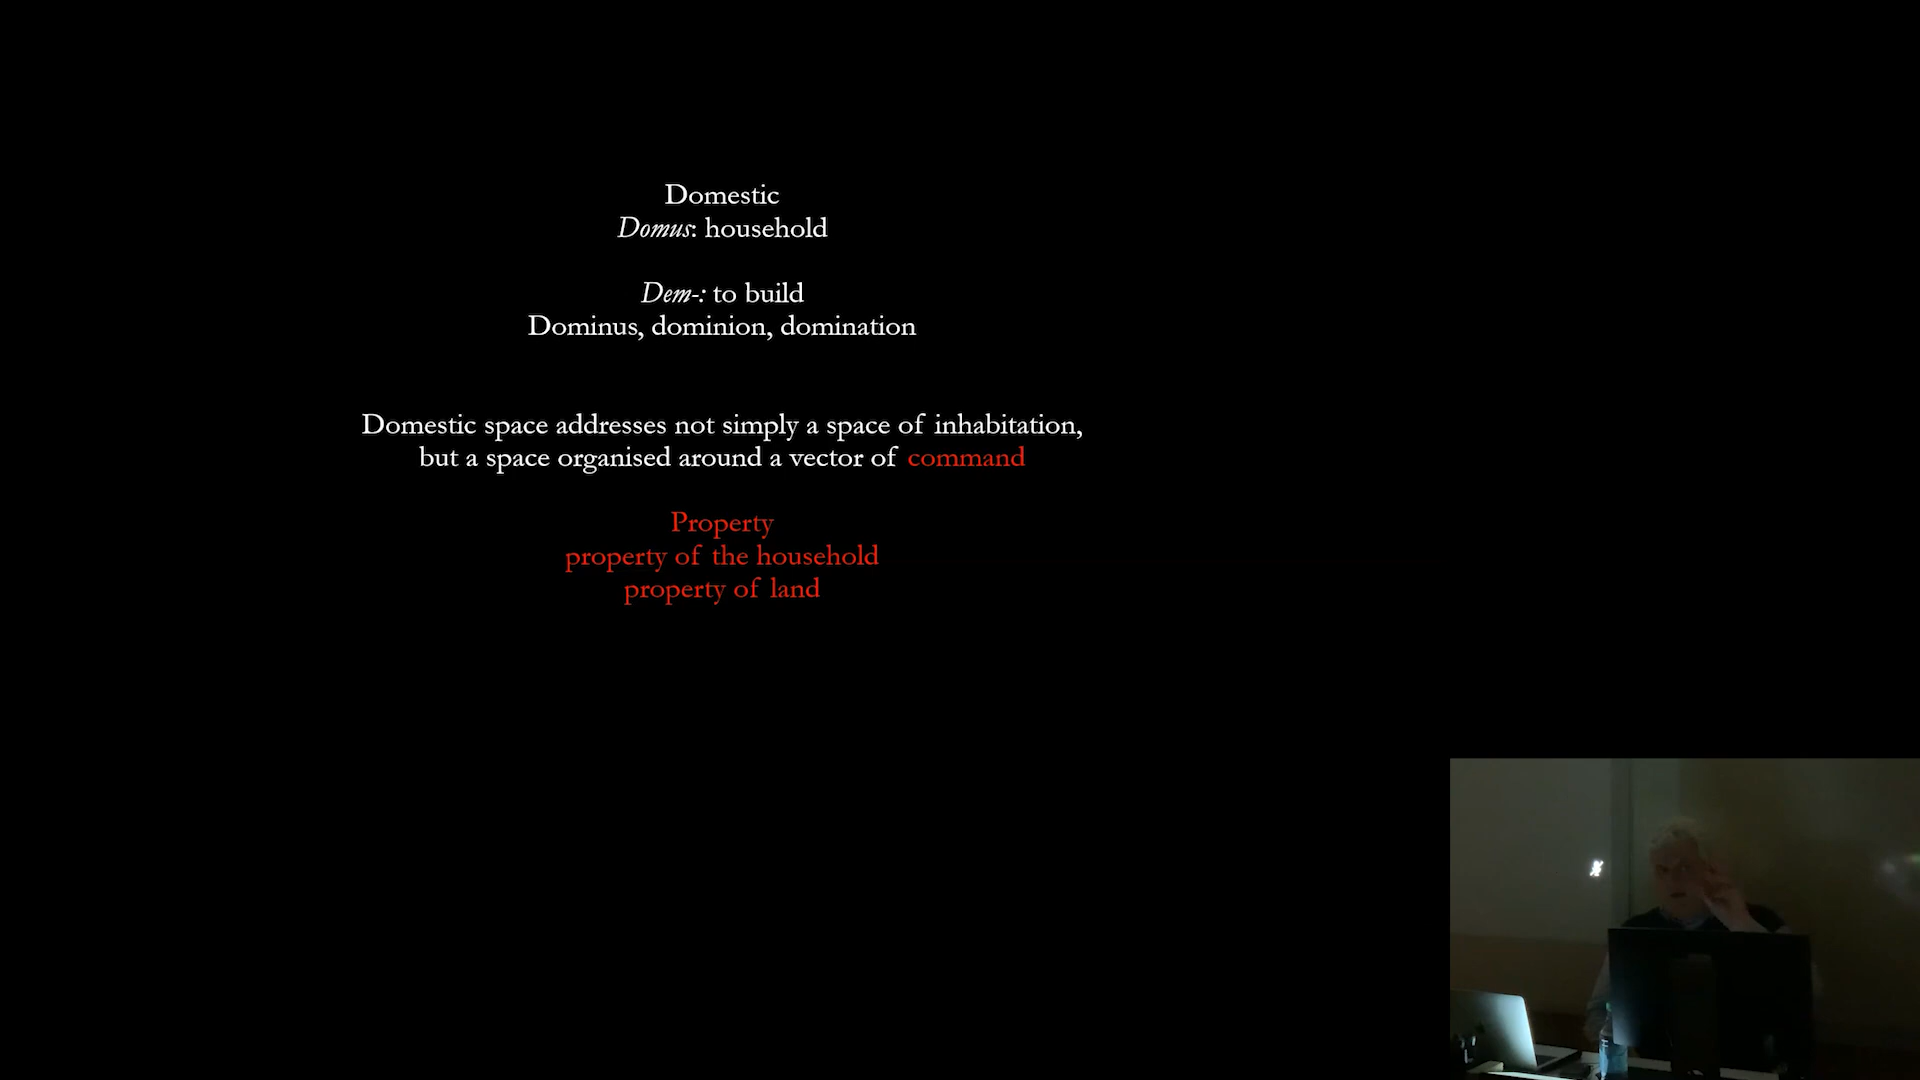 Domestic
Domus: household
Dem-: to build
Dominus, dominion, domination
Domestic space addresses not simply a space of inhabitation,
but a space organised around a vector of command
Property
property of the household
property of land